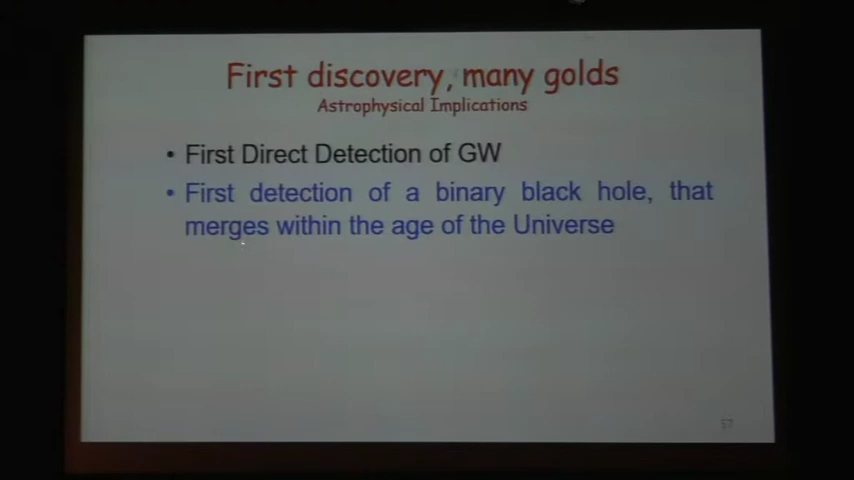 First discovery, many golds
Astrophysical Implications
• First Direct Detection of GW
• First detection of a binary black hole, that
merges within the age of the Universe
57